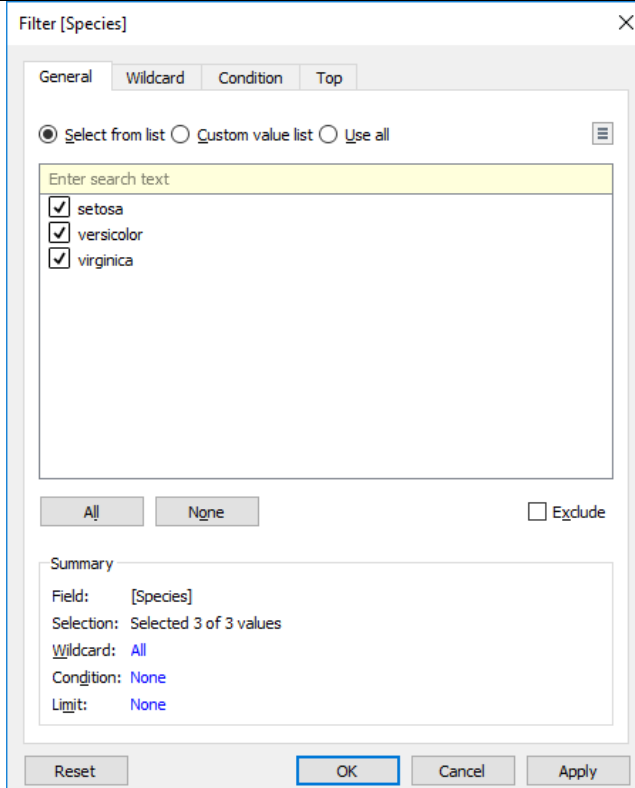 Filter [Species]
General Wildcard Condition Top
Select from list Custom value list Use all
Enter search text
setosa
versicolor
virginica
All None Exclude
Summary
Field: [Species]
Selection: Selected 3 of 3 values
Wildcard: All
Condition: None
Limit: None
Reset OK Cancel Apply